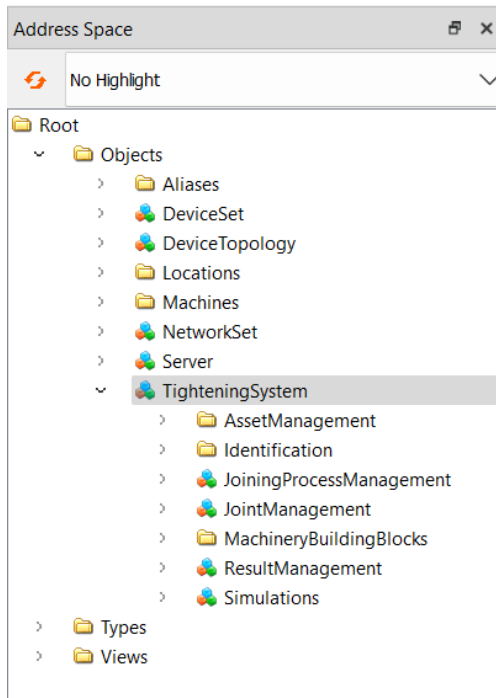 Address Space
No Highlight
Root
Objects
Aliases
DeviceSet
DeviceTopology
Locations
Machines
NetworkSet
Server
TighteningSystem
AssetManagement
Identification
JoiningProcessManagement
JointManagement
MachineryBuildingBlocks
ResultManagement
Simulations
Types
Views